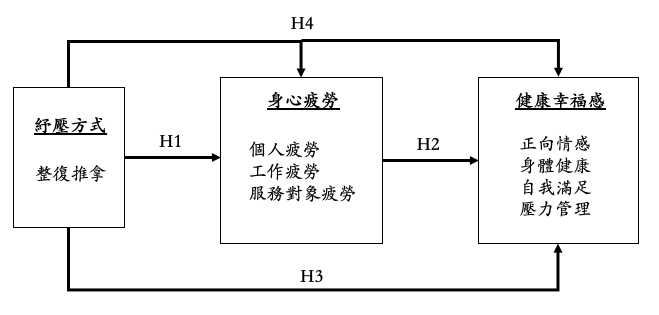 H4
紓壓方式
整復推拿
H1
身心疲勞
個人疲勞
工作疲勞
服務對象疲勞
H2
健康幸福感
正向情感
身體健康
自我滿足
壓力管理
H3